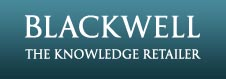 BLACKWELL
THE KNOWLEDGE RETAILER